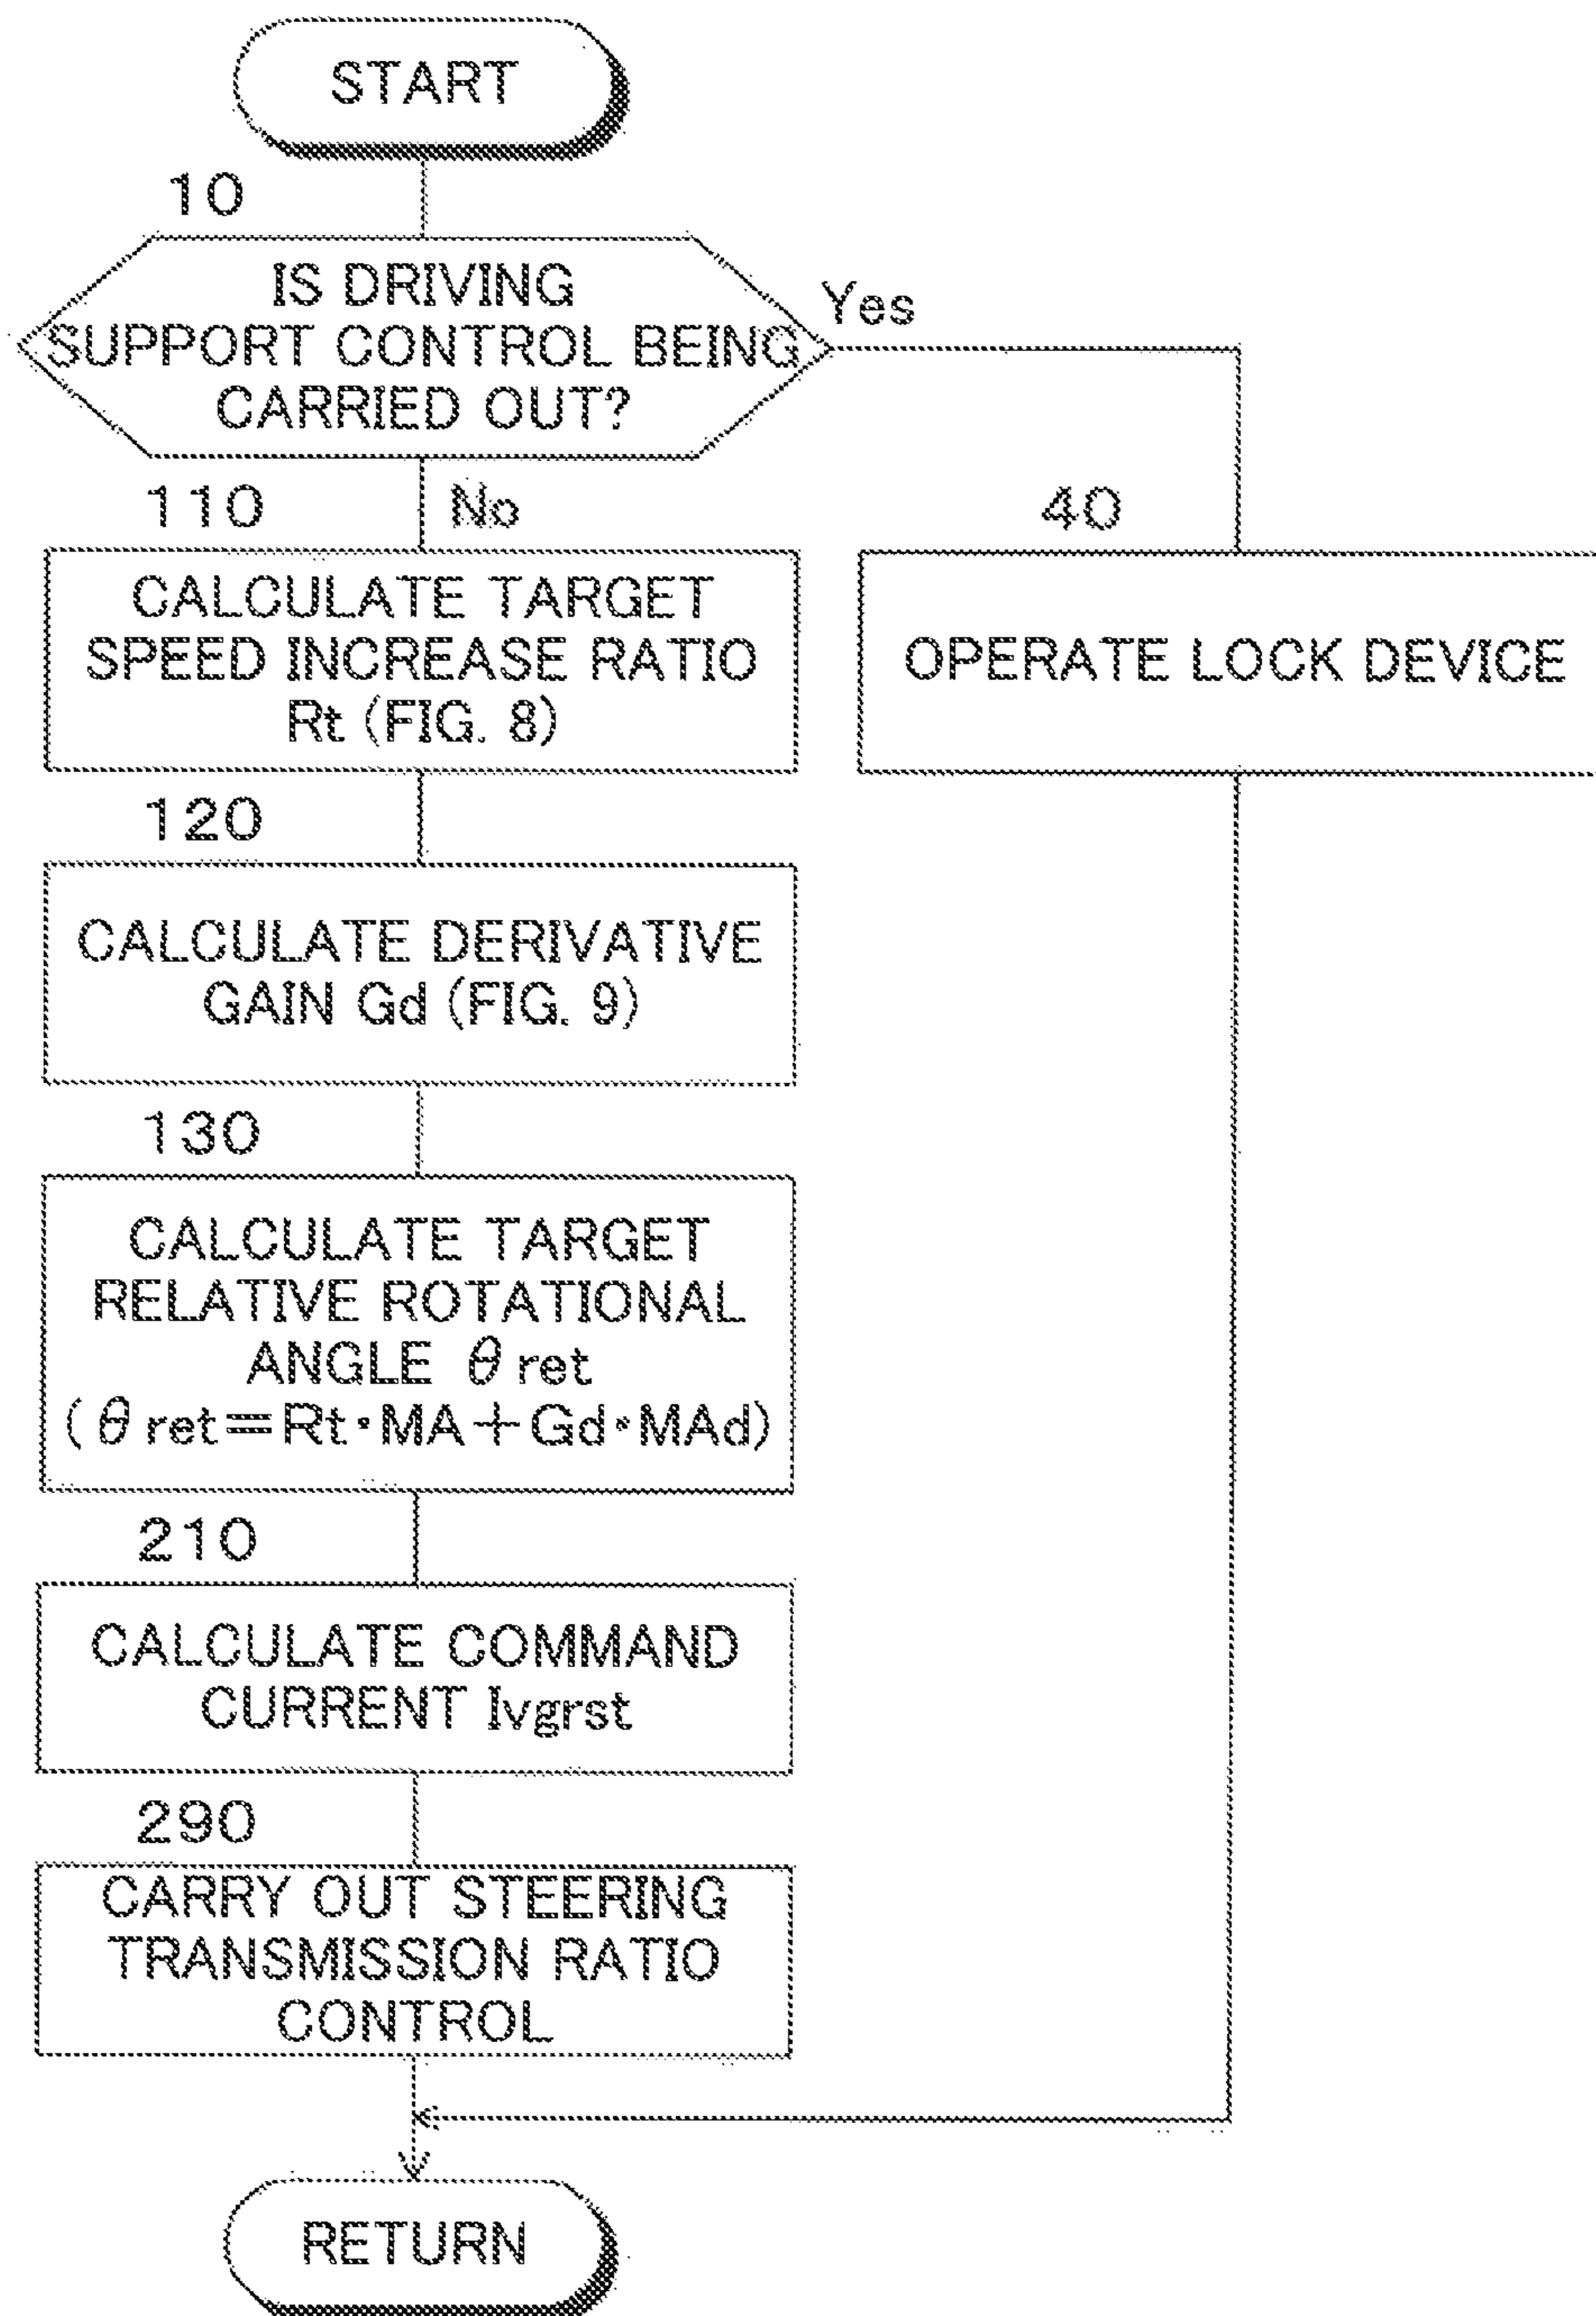 START
10
IS DRIVING
SUPPORT CONTROL BEING
CARRIED OUT?
Yes
No
110
CALCULATE TARGET
SPEED INCREASE RATIO
Rt (FIG. 8)
40
OPERATE LOCK DEVICE
120
CALCULATE DERIVATIVE
GAIN Gd (FIG. 9)
130
CALCULATE TARGET
RELATIVE ROTATIONAL
ANGLE θ ret
(θ ret=Rt・MA+Gd・MAd)
210
CALCULATE COMMAND
CURRENT Ivgrst
290
CARRY OUT STEERING
TRANSMISSION RATIO
CONTROL
RETURN